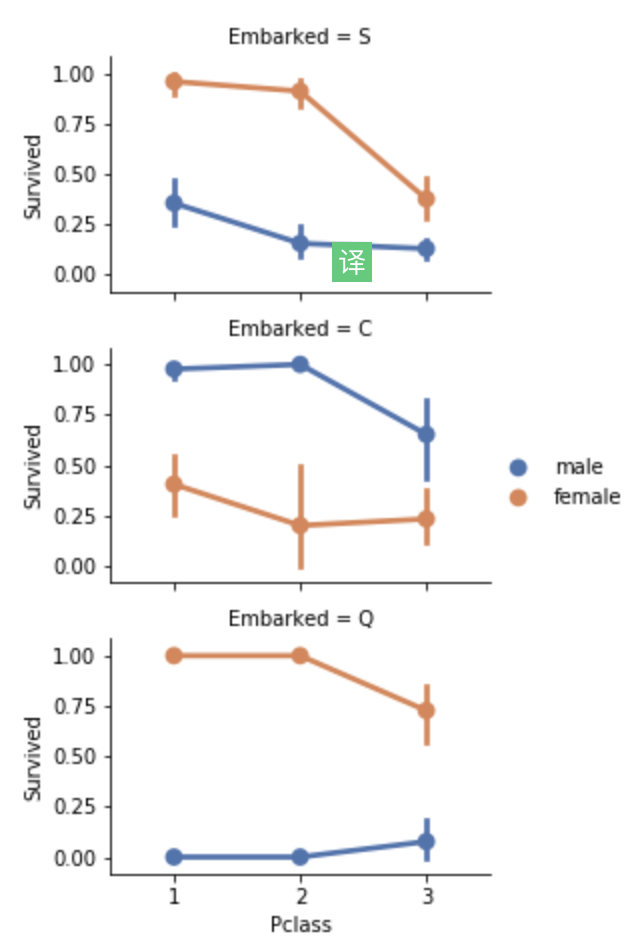 Embarked = S
1.00
0.75
0.50
0.25
0.00
Survived
译
Embarked = C
1.00
0.75
0.50
0.25
0.00
Survived
male
female
Embarked = Q
1.00
0.75
0.50
0.25
0.00
Survived
1 2 3
Pclass